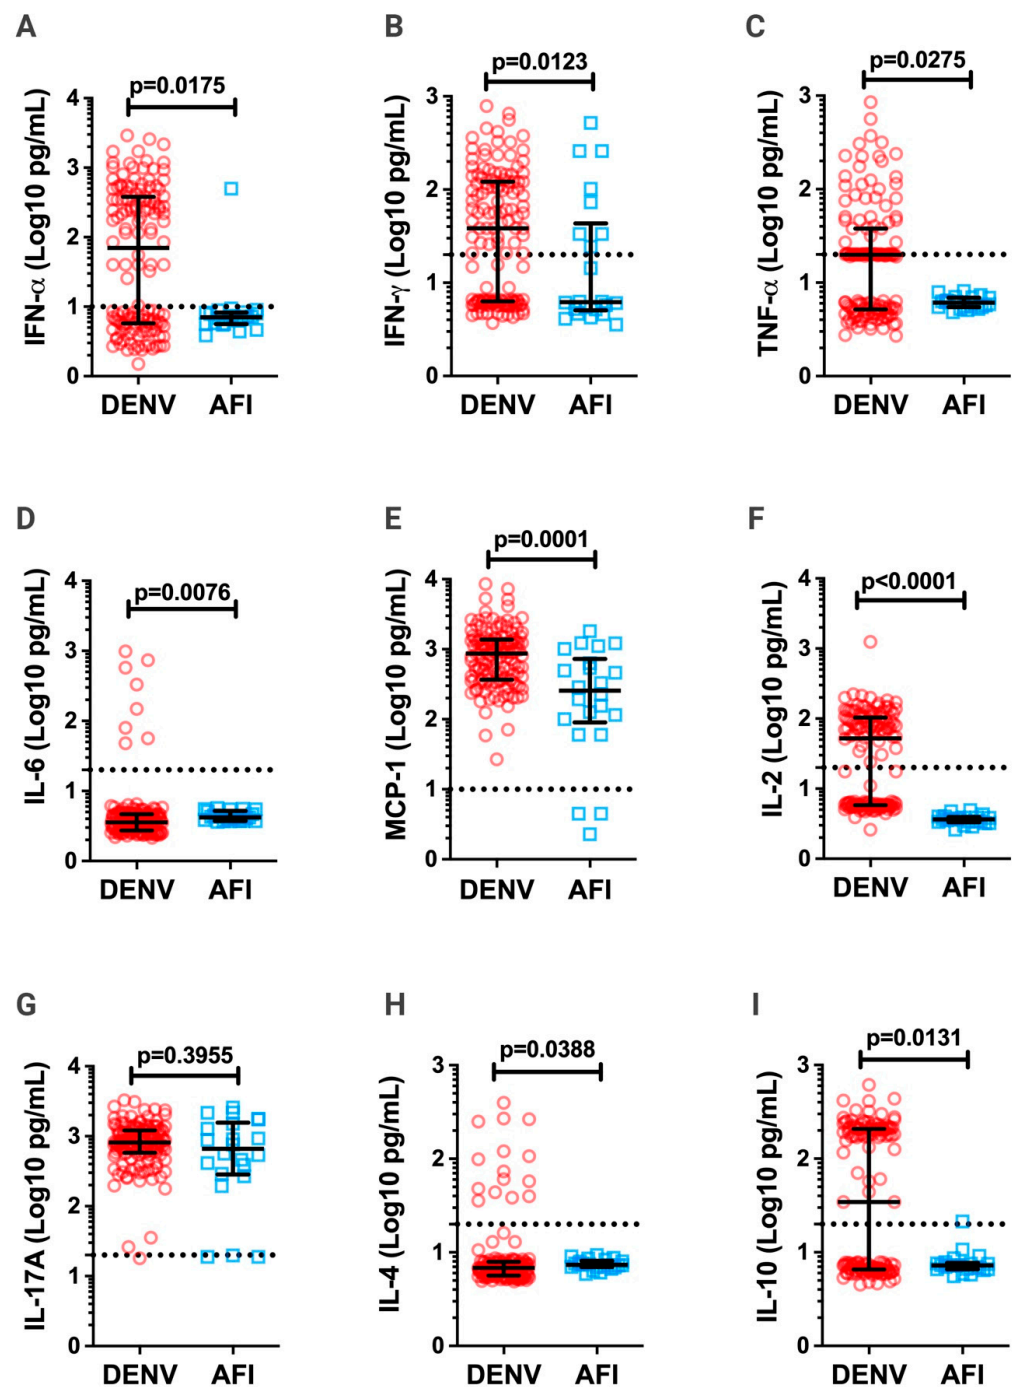 A
B
C
p=0.0175
p=0.0123
p=0.0275
IFN-α (Log10 pg/mL)
4
3
2
1
0
DENV AFI
IFN-γ (Log10 pg/mL)
3
2
1
0
DENV AFI
TNF-α (Log10 pg/mL)
3
2
1
0
DENV AFI
D
E
F
p=0.0076
p=0.0001
p<0.0001
IL-6 (Log10 pg/mL)
4
3
2
1
0
DENV AFI
MCP-1 (Log10 pg/mL)
4
3
2
1
0
DENV AFI
IL-2 (Log10 pg/mL)
4
3
2
1
0
DENV AFI
G
H
I
p=0.3955
p=0.0388
p=0.0131
IL-17A (Log10 pg/mL)
4
3
2
1
0
DENV AFI
IL-4 (Log10 pg/mL)
3
2
1
0
DENV AFI
IL-10 (Log10 pg/mL)
3
2
1
0
DENV AFI